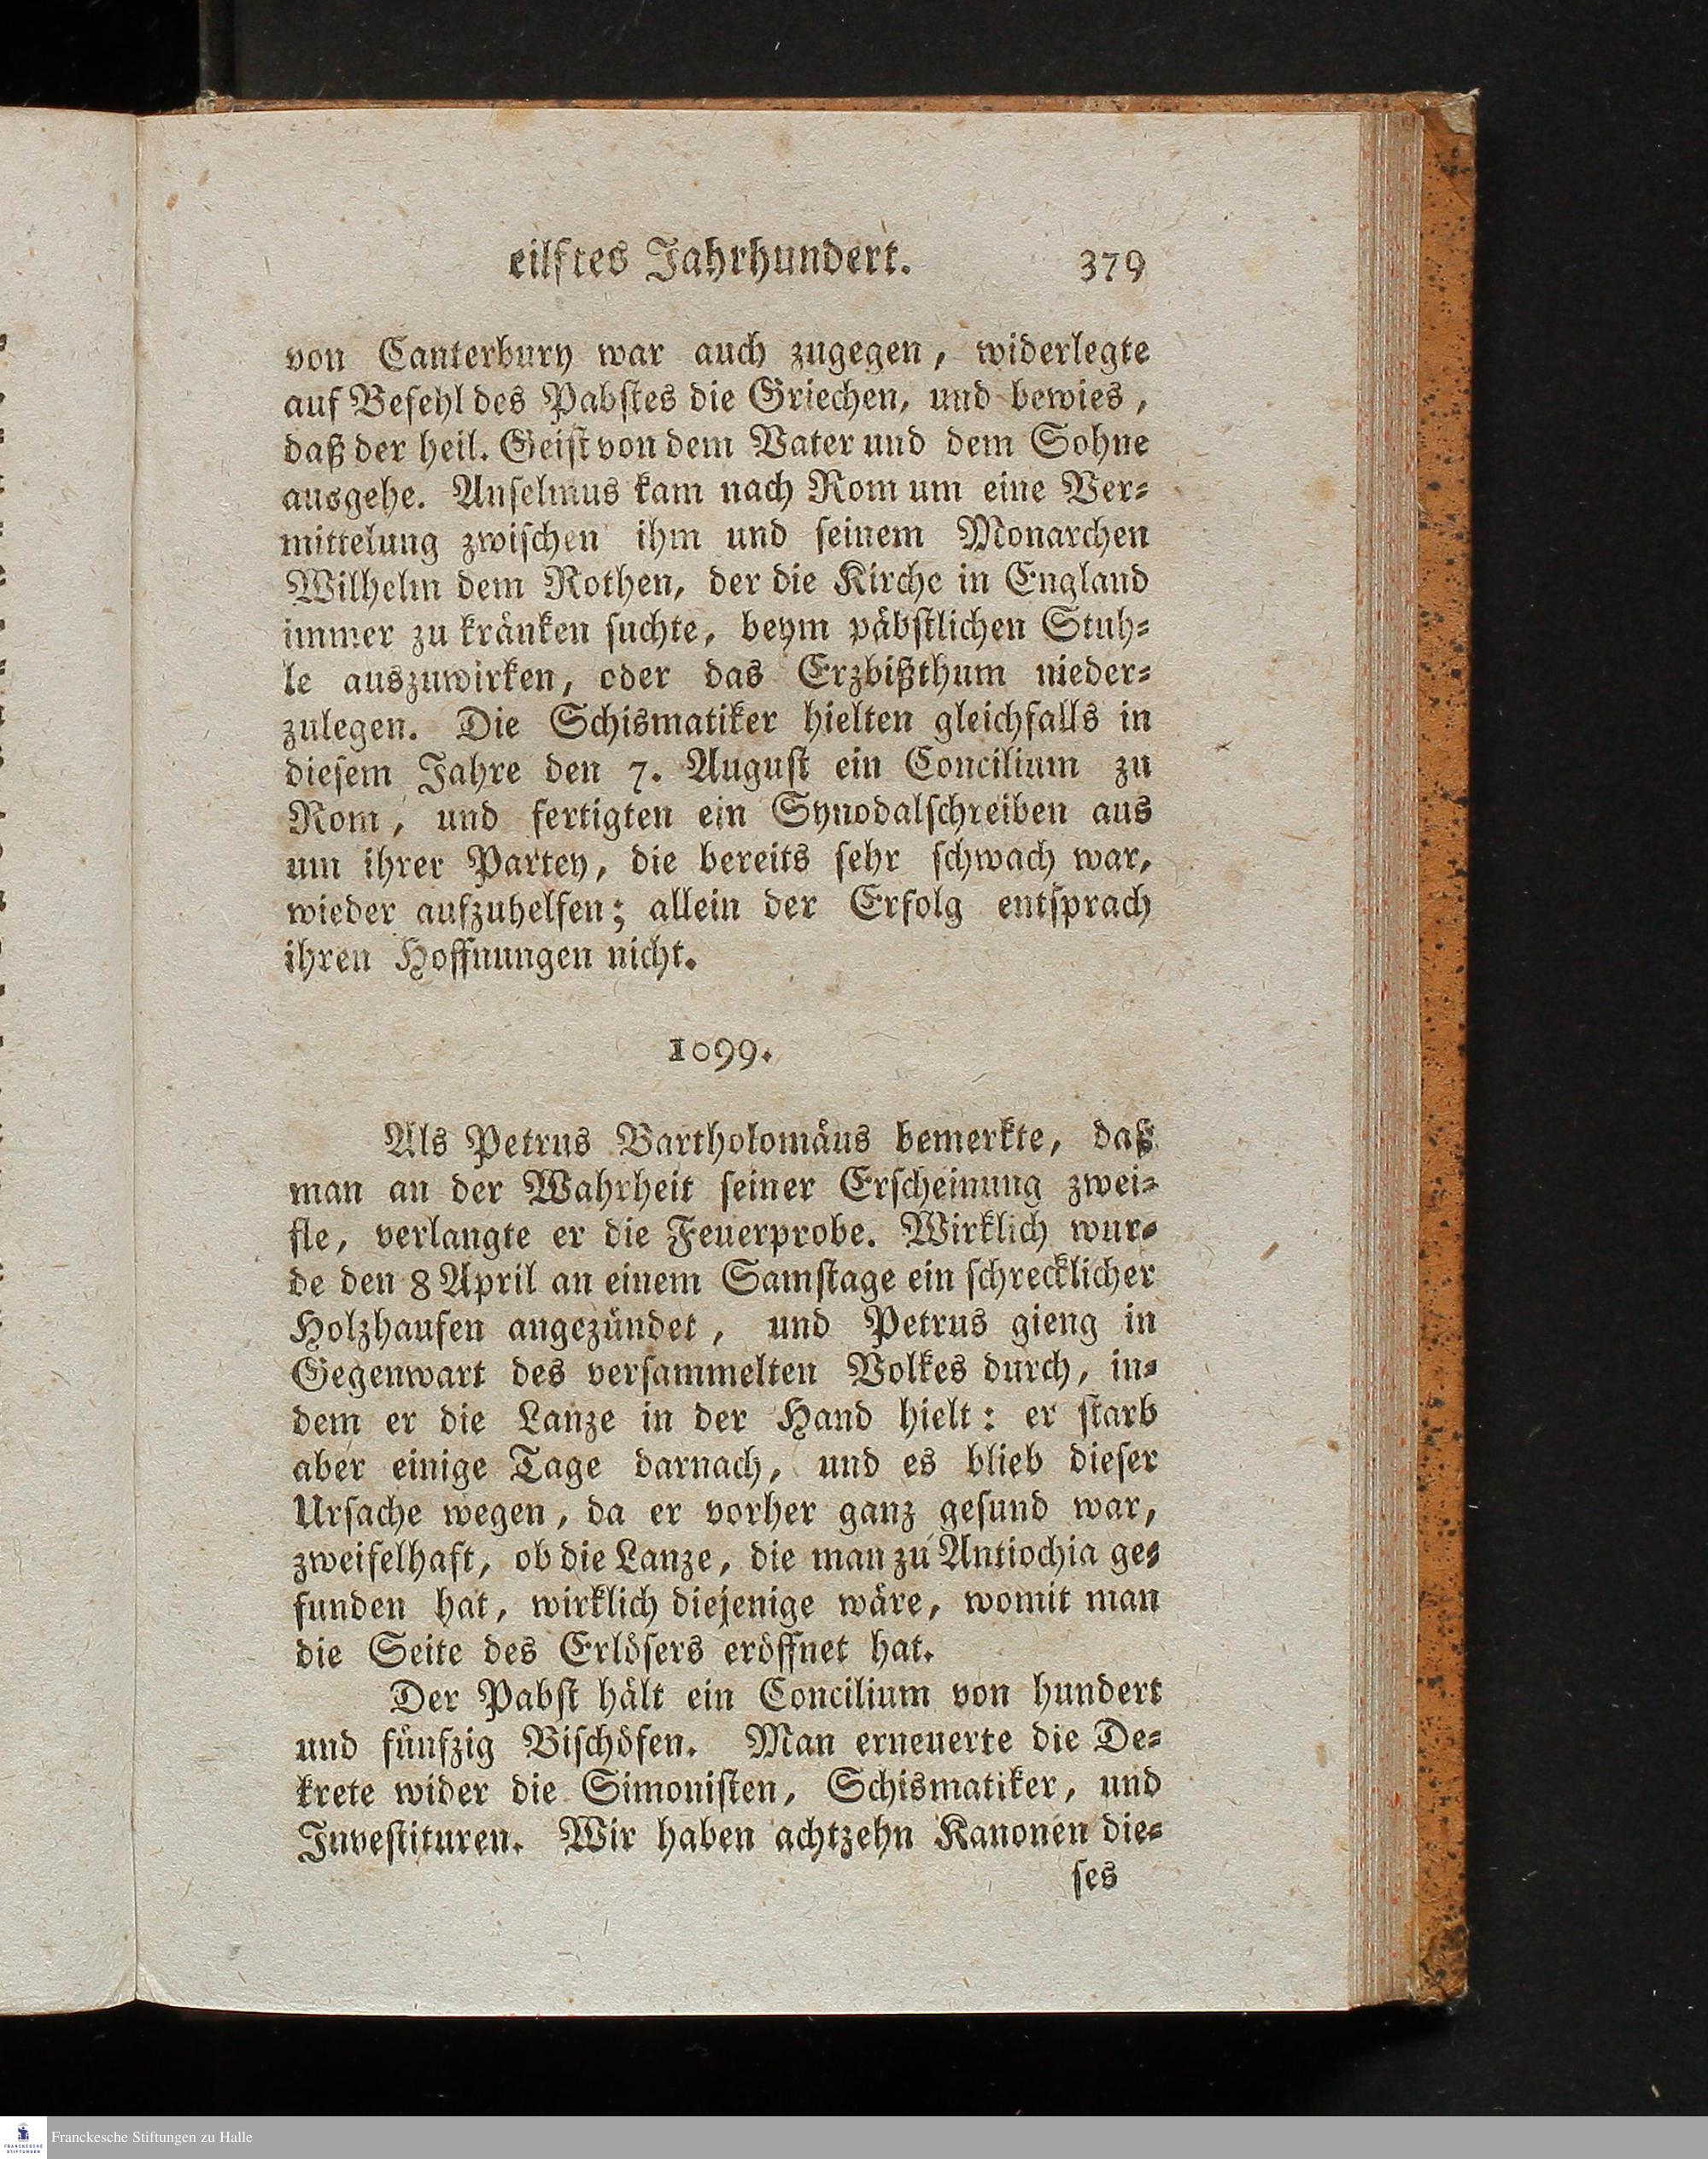 eilftes Jahrhundert. 379
von Canterbury war auch zugegen, widerlegte
auf Befehl des Pabstes die Griechen, und bewies,
daß der heil. Geist von dem Vater und dem Sohne
ausgehe. Anselmus kam nach Rom um eine Ver-
mittelung zwischen ihm und seinem Monarchen
Wilhelm dem Rothen, der die Kirche in England
immer zu kränken suchte, beym päbstlichen Stuh-
le auszuwirken, oder das Erzbißthum nieder-
zulegen. Die Schismatiker hielten gleichfalls in
diesem Jahre den 7. August ein Concilium zu
Rom, und fertigten ein Synodalschreiben aus
um ihrer Partey, die bereits sehr schwach war,
wieder aufzuhelfen; allein der Erfolg entsprach
ihren Hoffnungen nicht.
1099.
Als Petrus Bartholomäus bemerkte, daß
man an der Wahrheit seiner Erscheinung zwei-
fle, verlangte er die Feuerprobe. Wirklich wur-
de den 8 April an einem Samstage ein schrecklicher
Holzhaufen angezündet, und Petrus gieng in
Gegenwart des versammelten Volkes durch, in-
dem er die Lanze in der Hand hielt: er starb
aber einige Tage darnach, und es blieb dieser
Ursache wegen, da er vorher ganz gesund war,
zweifelhaft, ob die Lanze, die man zu Antiochia ge-
funden hat, wirklich diejenige wäre, womit man
die Seite des Erlösers eröffnet hat.
Der Pabst hält ein Concilium von hundert
und fünfzig Bischöfen. Man erneuerte die De-
krete wider die Simonisten, Schismatiker, und
Investituren. Wir haben achtzehn Kanonen die-
ses
Franckesche Stiftungen zu Halle